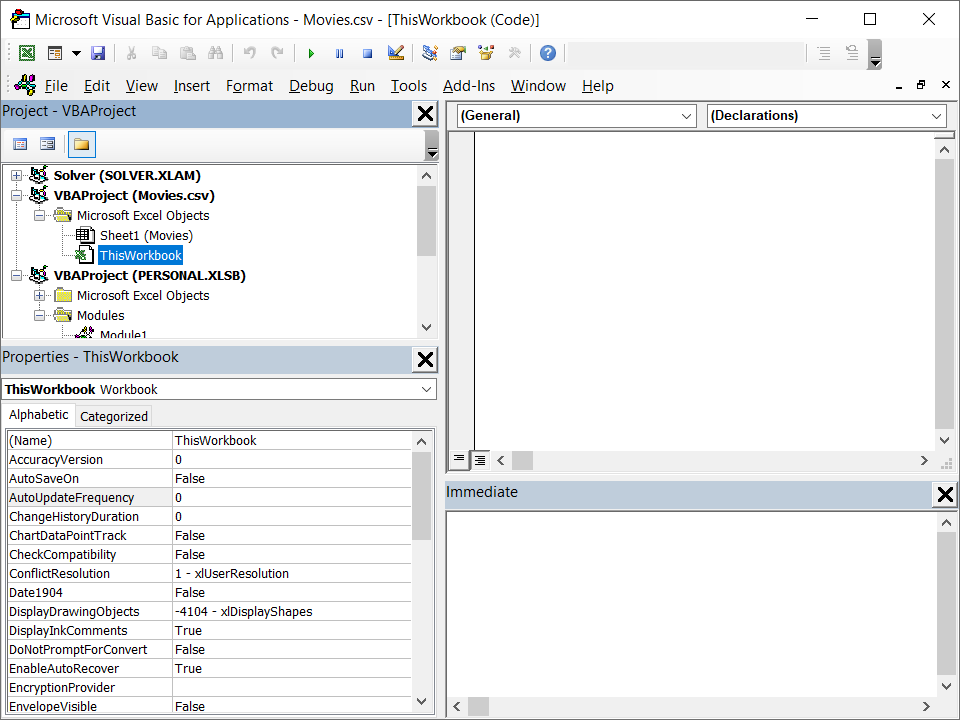 Microsoft Visual Basic for Applications - Movies.csv - [ThisWorkbook (Code)]
File Edit View Insert Format Debug Run Tools Add-Ins Window Help
Project - VBAProject
Solver (SOLVER.XLAM)
VBAProject (Movies.csv)
Microsoft Excel Objects
Sheet1 (Movies)
ThisWorkbook
VBAProject (PERSONAL.XLSB)
Microsoft Excel Objects
Modules
Module1
Properties - ThisWorkbook
ThisWorkbook Workbook
Alphabetic Categorized
(Name) ThisWorkbook
AccuracyVersion 0
AutoSaveOn False
AutoUpdateFrequency 0
ChangeHistoryDuration 0
ChartDataPointTrack False
CheckCompatibility False
ConflictResolution 1 - xlUserResolution
Date1904 False
DisplayDrawingObjects -4104 - xlDisplayShapes
DisplayInkComments True
DoNotPromptForConvert False
EnableAutoRecover True
EncryptionProvider
EnvelopeVisible False
(General) (Declarations)
Immediate